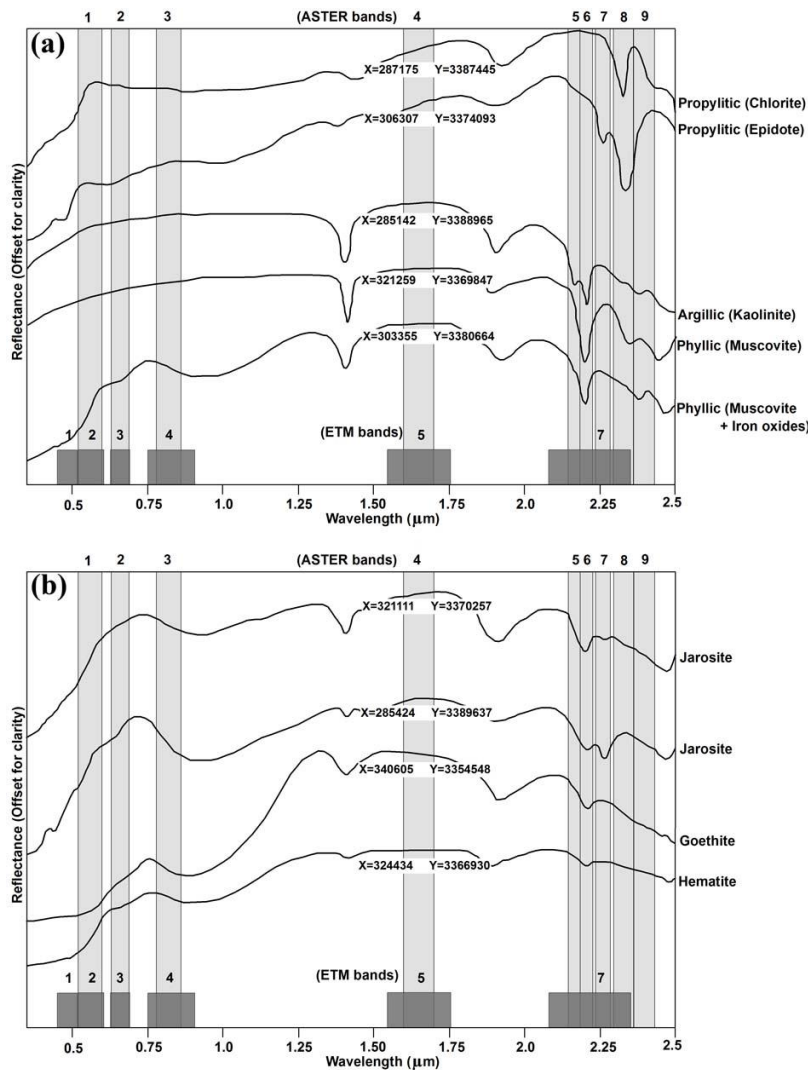 1 2 3 (ASTER bands) 4 5 6 7 8 9
(a)
X=287175 Y=3387445
Propylitic (Chlorite)
X=306307 Y=3374093
Propylitic (Epidote)
X=285142 Y=3388965
Argillic (Kaolinite)
X=321259 Y=3369847
Phyllic (Muscovite)
X=303355 Y=3380664
Phyllic (Muscovite
+ Iron oxides)
Reflectance (Offset for clarity)
1 2 3 4 (ETM bands) 5 7
0.5 0.75 1.0 1.25 1.5 1.75 2.0 2.25 2.5
Wavelength (μm)
1 2 3 (ASTER bands) 4 5 6 7 8 9
(b)
X=321111 Y=3370257
Jarosite
X=285424 Y=3389637
Jarosite
X=340605 Y=3354548
Goethite
X=324434 Y=3366930
Hematite
Reflectance (Offset for clarity)
1 2 3 4 (ETM bands) 5 7
0.5 0.75 1.0 1.25 1.5 1.75 2.0 2.25 2.5
Wavelength (μm)